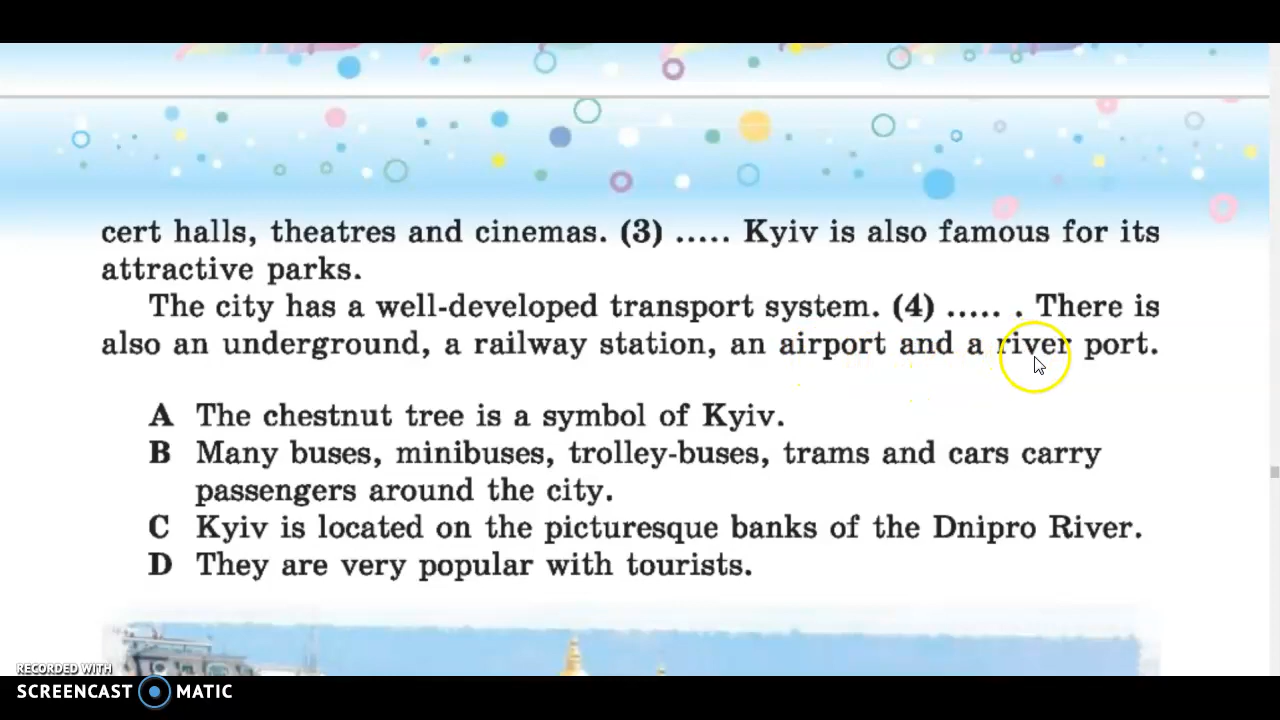 cert halls, theatres and cinemas. (3) ..... Kyiv is also famous for its
attractive parks.
The city has a well-developed transport system. (4) ..... . There is
also an underground, a railway station, an airport and a river port.
A The chestnut tree is a symbol of Kyiv.
B Many buses, minibuses, trolley-buses, trams and cars carry
passengers around the city.
C Kyiv is located on the picturesque banks of the Dnipro River.
D They are very popular with tourists.
RECORDED WITH
SCREENCAST MATIC